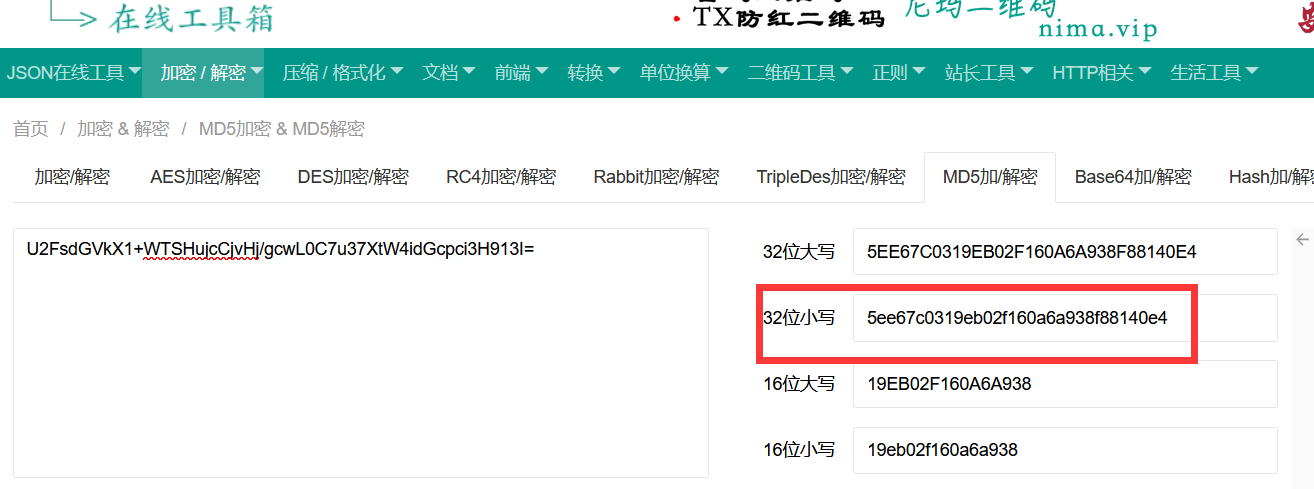 在线工具箱
TX防红二维码
尼玛二维码
nima.vip
JSON在线工具 加密 / 解密 压缩 / 格式化 文档 前端 转换 单位换算 二维码工具 正则 站长工具 HTTP相关 生活工具
首页 / 加密 & 解密 / MD5加密 & MD5解密
加密/解密 AES加密/解密 DES加密/解密 RC4加密/解密 Rabbit加密/解密 TripleDes加密/解密 MD5加/解密 Base64加/解密 Hash加/解密
U2FsdGVkX1+WTSHujcCjvHj/gcwL0C7u37XtW4idGcpci3H913I=
32位大写 5EE67C0319EB02F160A6A938F88140E4
32位小写 5ee67c0319eb02f160a6a938f88140e4
16位大写 19EB02F160A6A938
16位小写 19eb02f160a6a938